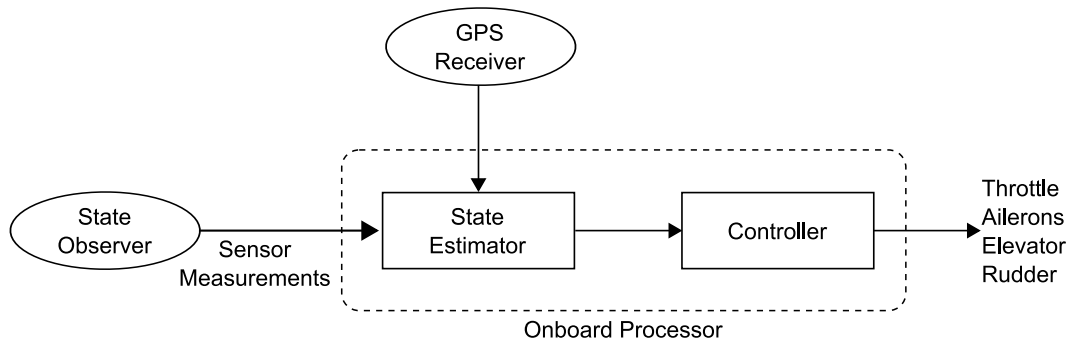 GPS
Receiver
State
Observer
Sensor
Measurements
State
Estimator
Controller
Throttle
Ailerons
Elevator
Rudder
Onboard Processor